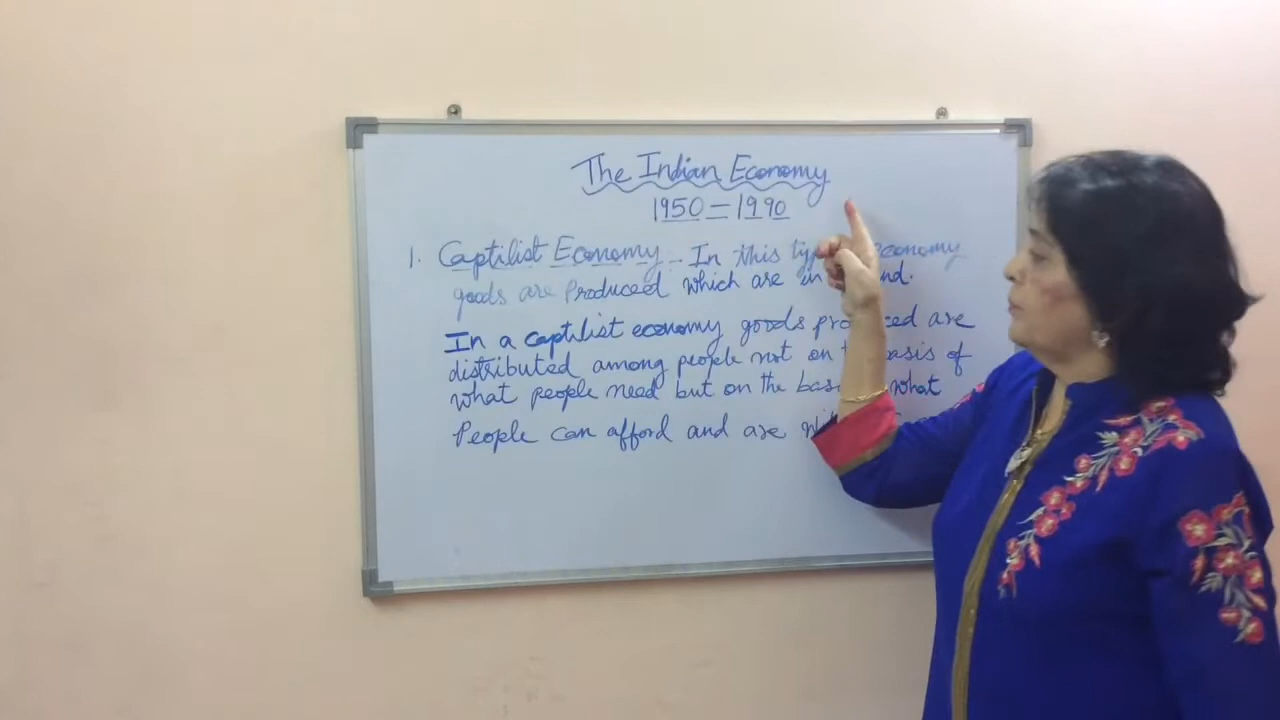 The Indian Economy
1950 = 1990
1. Captilist Economy - In this economy
goods are Produced which are in
In a captilist economy goods are
distributed among people not on basis of
what people need but on the what
People can afford and are